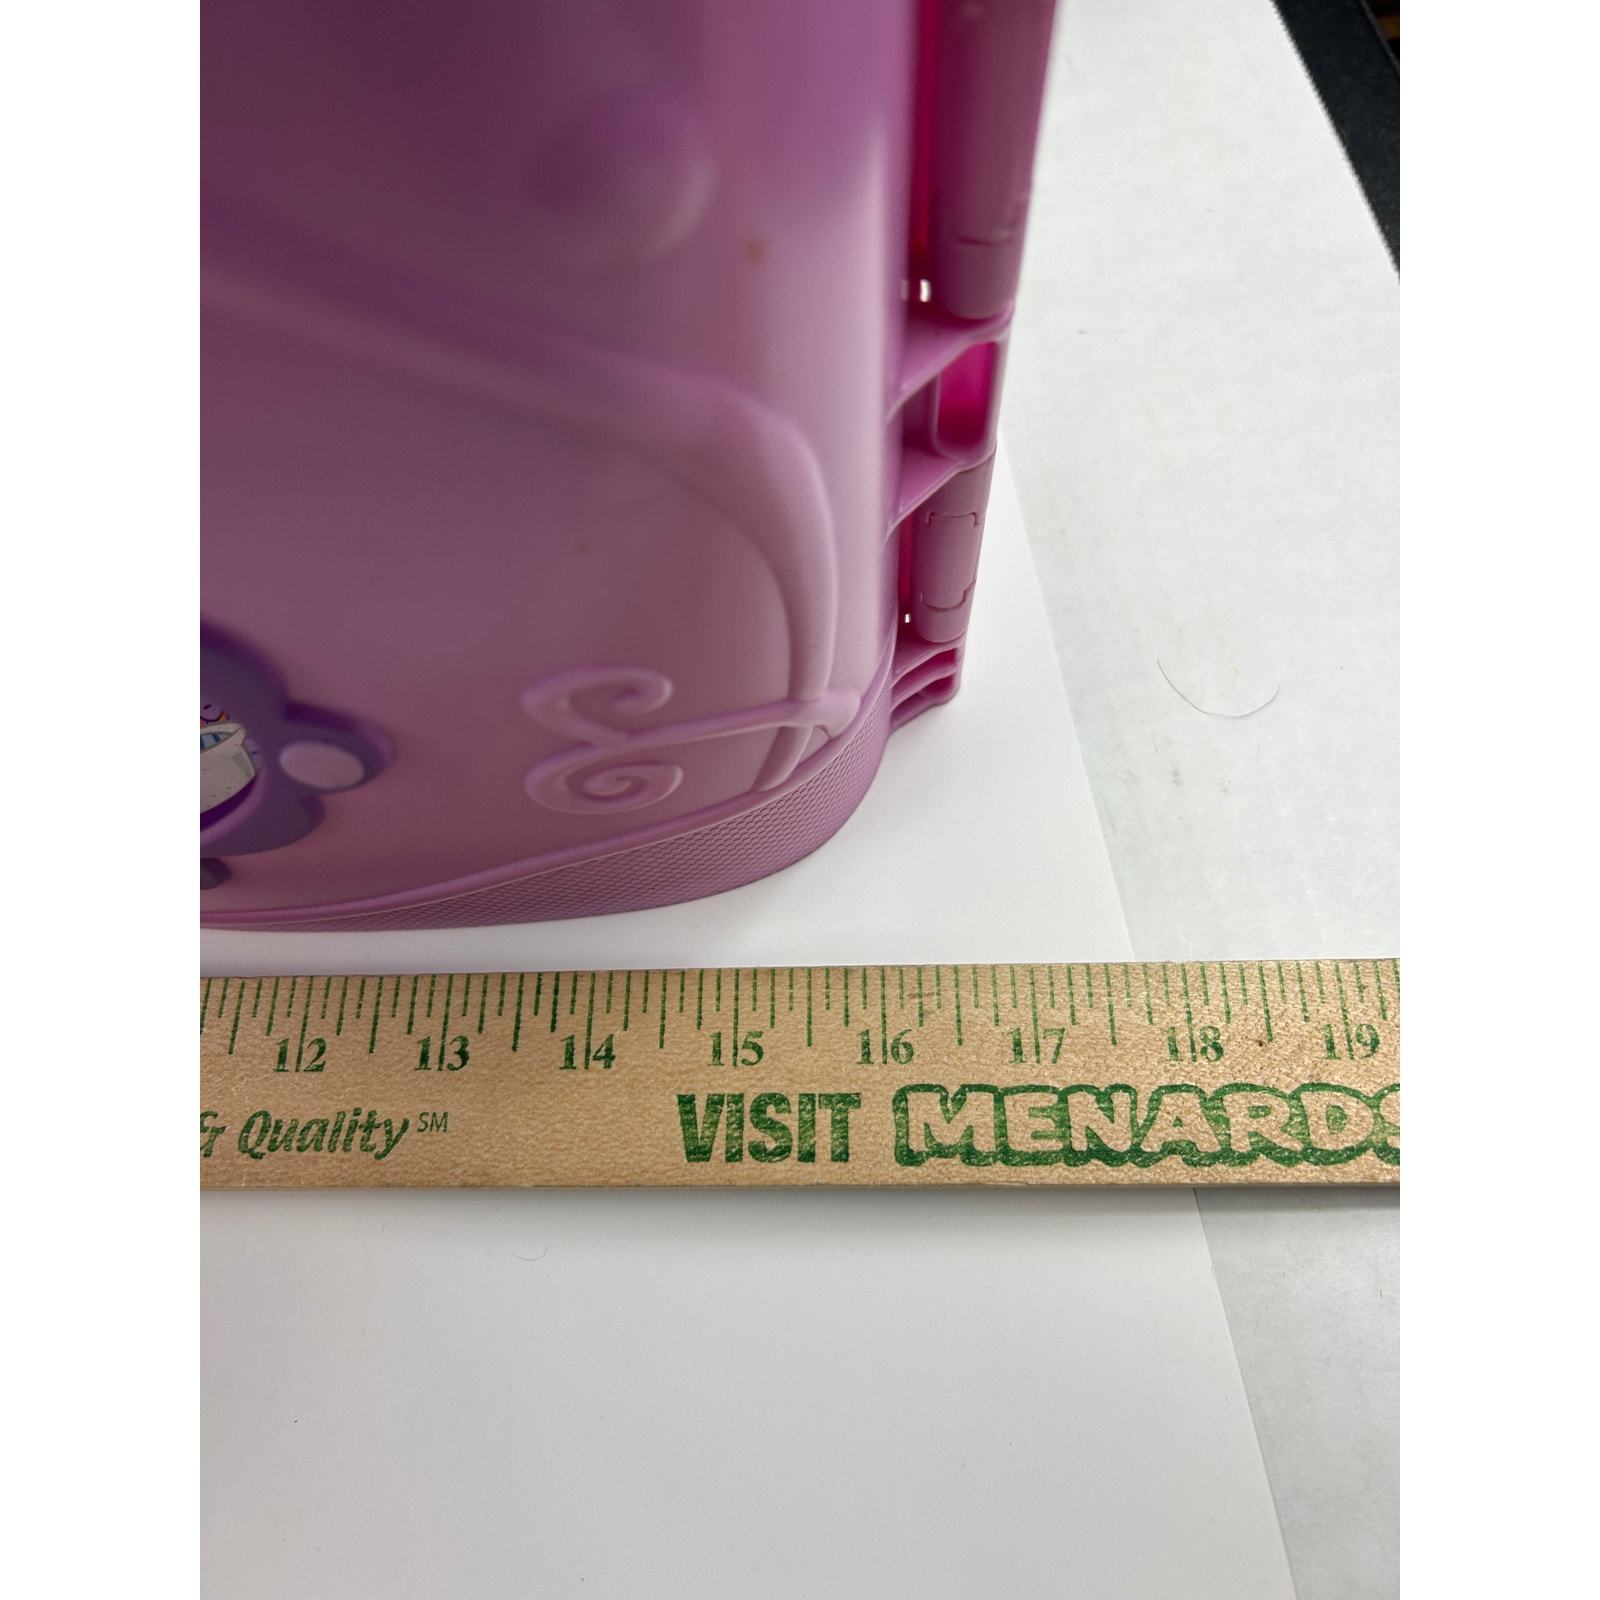 12 13 14 15 16 17 18 19
& Quality SM VISIT MENARDS